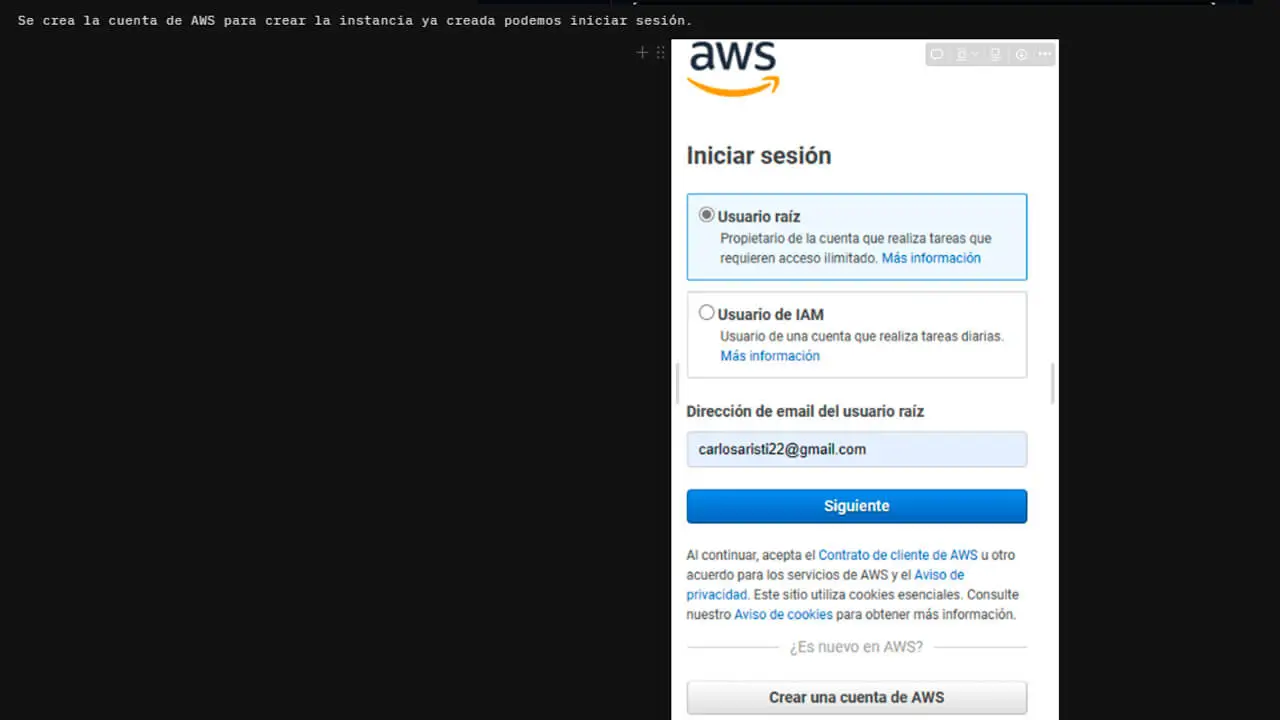 Se crea la cuenta de AWS para crear la instancia ya creada podemos iniciar sesión.
aws
Iniciar sesión
Usuario raíz
Propietario de la cuenta que realiza tareas que
requieren acceso ilimitado. Más información
Usuario de IAM
Usuario de una cuenta que realiza tareas diarias.
Más información
Dirección de email del usuario raíz
carlosaristi22@gmail.com
Siguiente
Al continuar, acepta el Contrato de cliente de AWS u otro
acuerdo para los servicios de AWS y el Aviso de
privacidad. Este sitio utiliza cookies esenciales. Consulte
nuestro Aviso de cookies para obtener más información.
¿Es nuevo en AWS?
Crear una cuenta de AWS